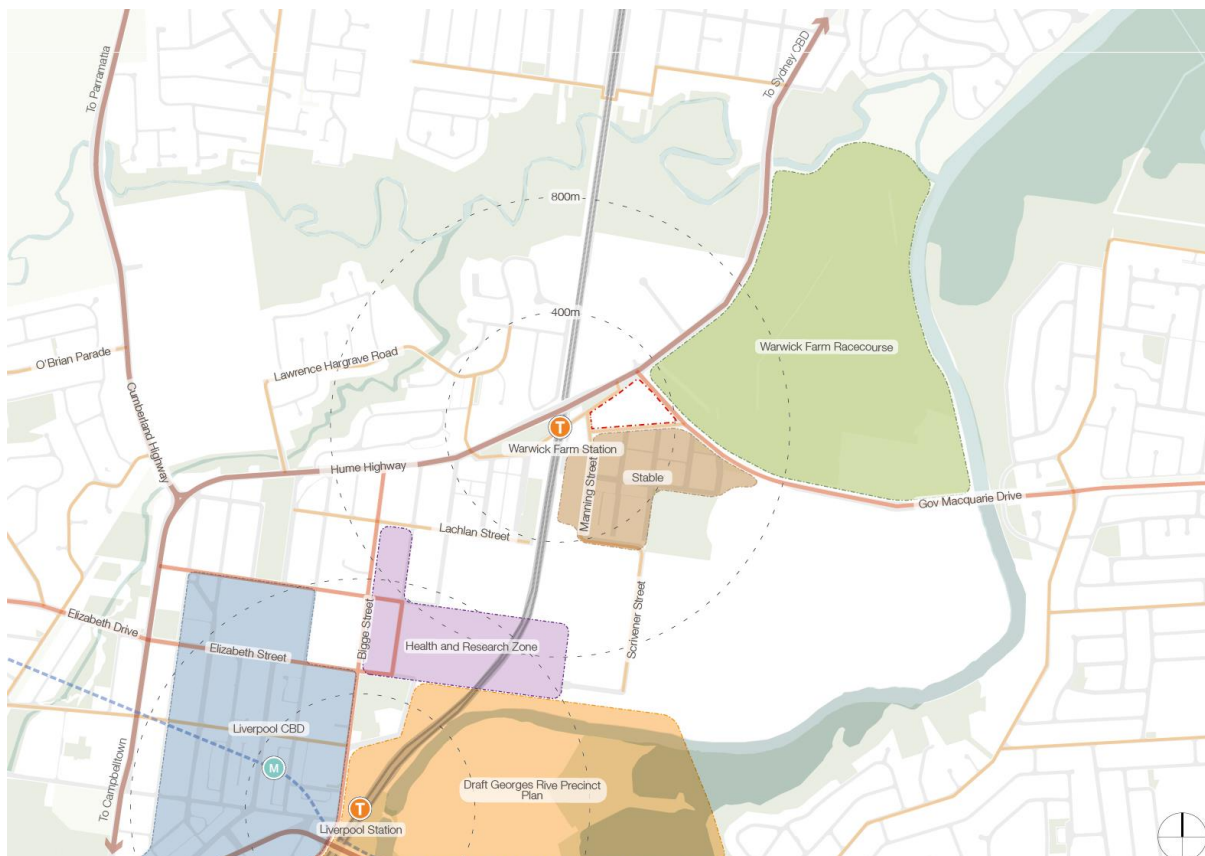 To Parramatta
To Sydney CBD
800m
400m
Warwick Farm Racecourse
O'Brian Parade
Lawrence Hargrave Road
Cumberland Highway
T
Warwick Farm Station
Hume Highway
Manning Street
Stable
Gov Macquarie Drive
Lachlan Street
Elizabeth Drive
Elizabeth Street
Bigge Street
Health and Research Zone
Scrivener Street
Liverpool CBD
M
To Campbelltown
T
Liverpool Station
Draft Georges Rive Precinct
Plan